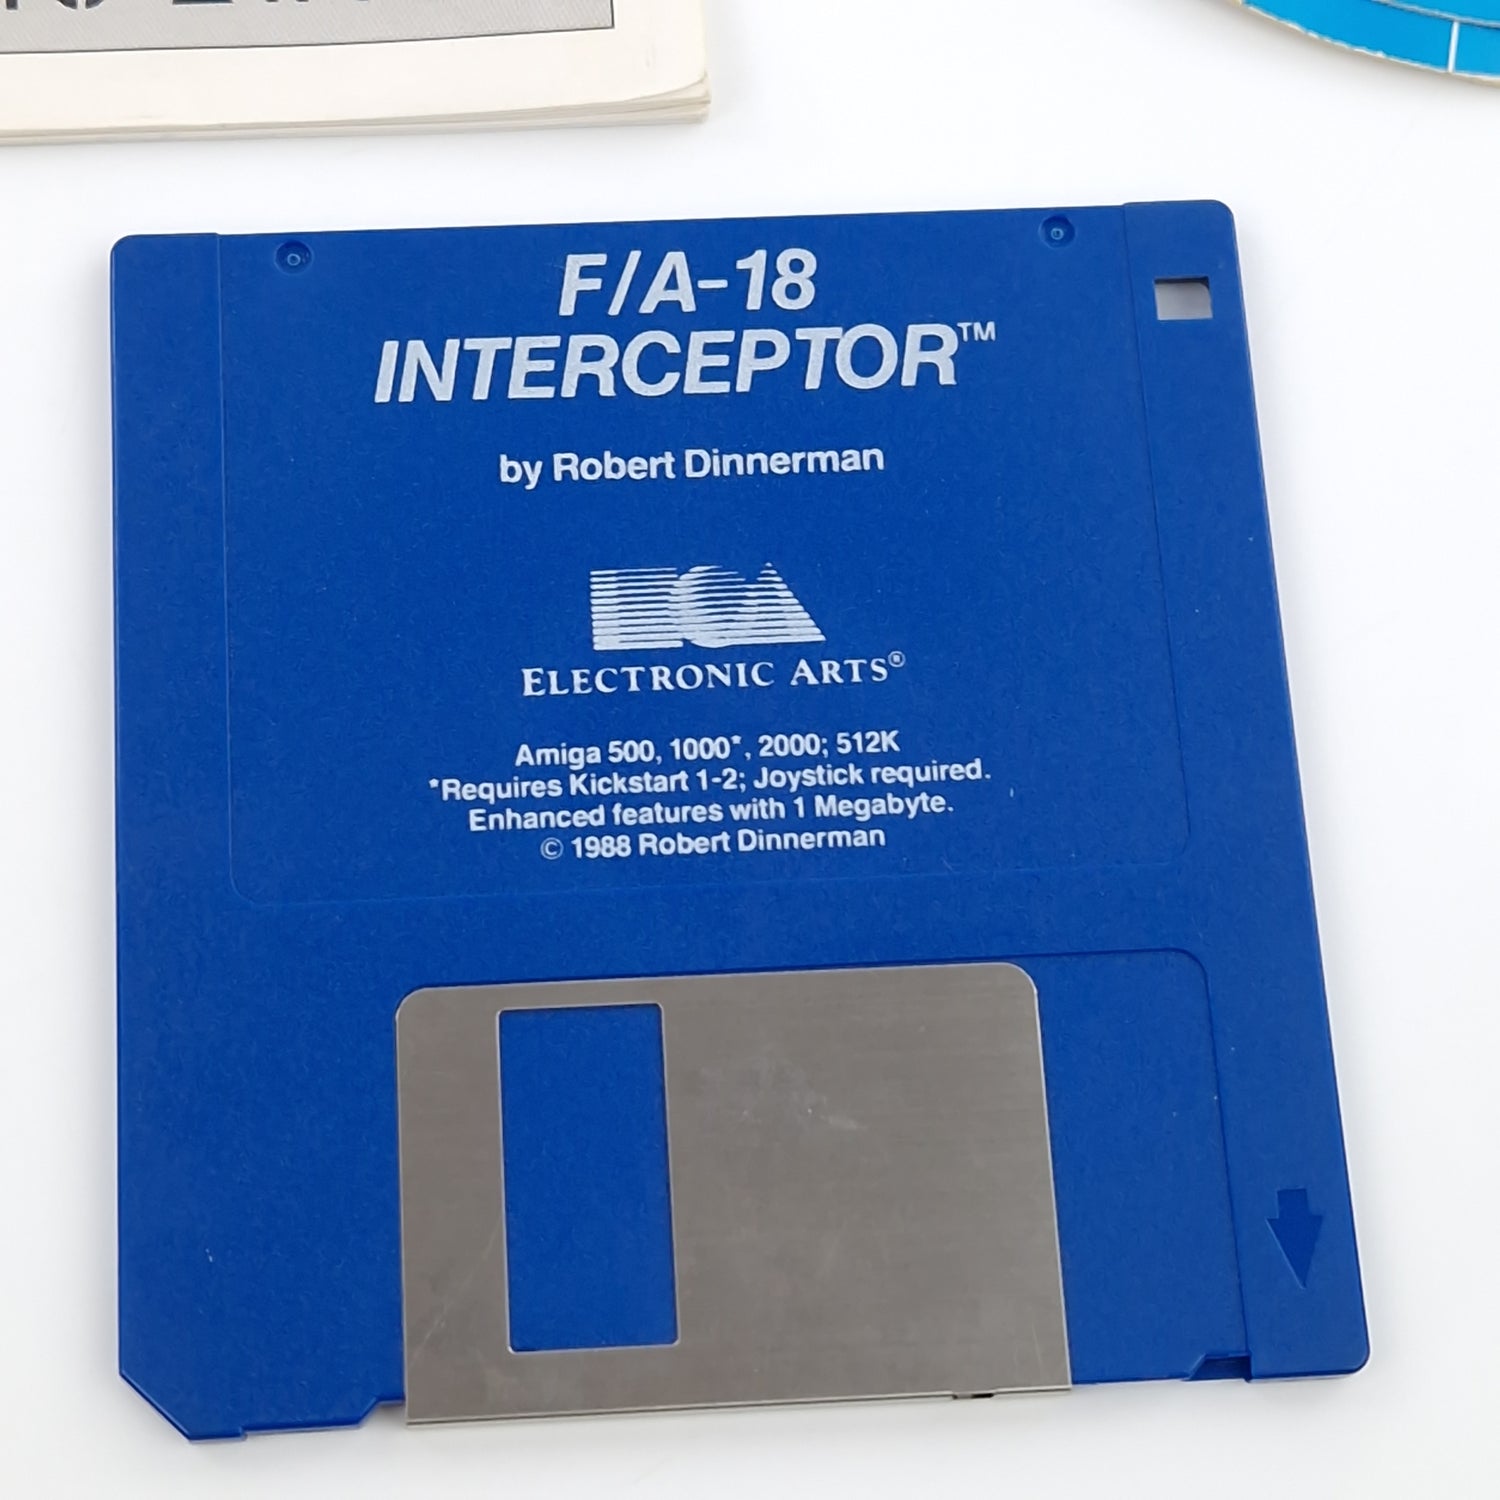 F/A-18
INTERCEPTOR™
by Robert Dinnerman
ELECTRONIC ARTS®
Amiga 500, 1000*, 2000; 512K
*Requires Kickstart 1-2; Joystick required.
Enhanced features with 1 Megabyte.
© 1988 Robert Dinnerman